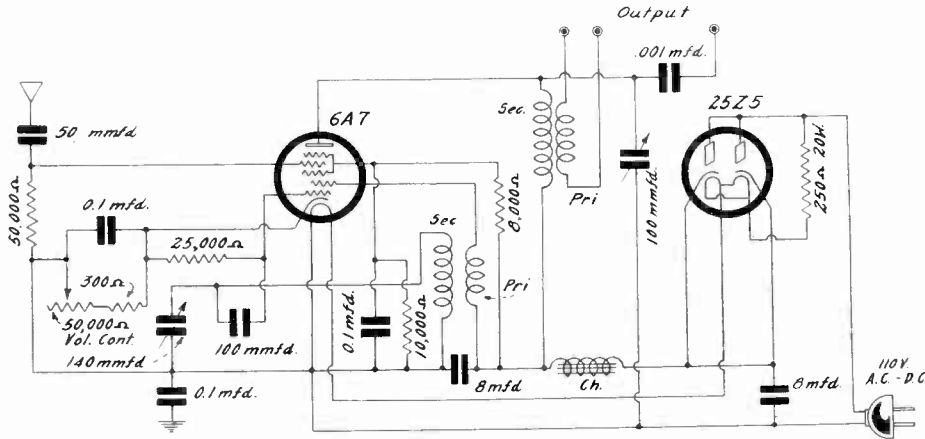 Output
.001 mfd.
25Z5
6A7
Sec.
50 mmfd
50,000Ω
0.1 mfd.
8,000Ω
100 mmfd.
250Ω 20W.
Pri
Sec
25,000Ω
300Ω
Pri
50,000Ω
Vol. Cont.
0.1 mfd.
10,000Ω
100 mmfd.
140 mmfd
8 mfd
Ch.
110 V.
A.C.-D.C
0.1 mfd.
8 mfd.